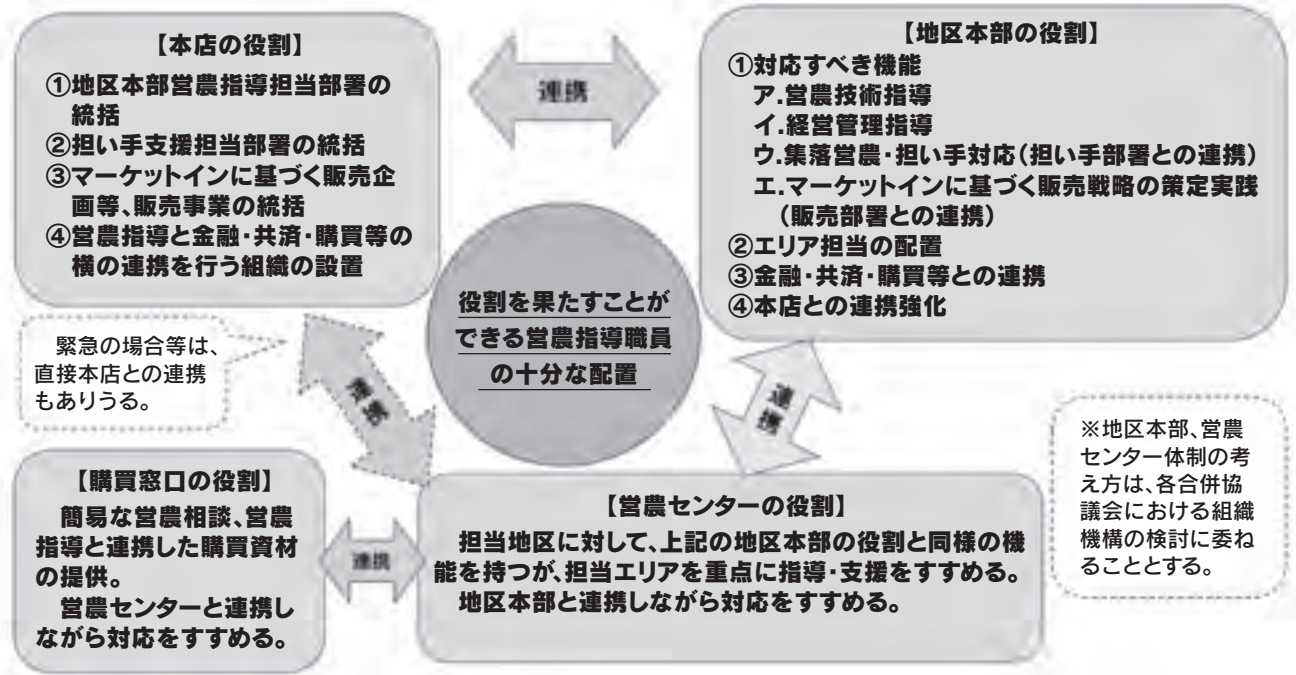 【本店の役割】
①地区本部営農指導担当部署の
統括
②担い手支援担当部署の統括
③マーケットインに基づく販売企
画等、販売事業の統括
④営農指導と金融・共済・購買等の
横の連携を行う組織の設置
連携
【地区本部の役割】
①対応すべき機能
ア.営農技術指導
イ.経営管理指導
ウ.集落営農・担い手対応(担い手部署との連携)
エ.マーケットインに基づく販売戦略の策定実践
(販売部署との連携)
②エリア担当の配置
③金融・共済・購買等との連携
④本店との連携強化
役割を果たすことが
できる営農指導職員
の十分な配置
緊急の場合等は、
直接本店との連携
もありうる。
連携
連携
※地区本部、営農
センター体制の考
え方は、各合併協
議会における組織
機構の検討に委ね
ることとする。
【購買窓口の役割】
簡易な営農相談、営農
指導と連携した購買資材
の提供。
営農センターと連携し
ながら対応をすすめる。
連携
【営農センターの役割】
担当地区に対して、上記の地区本部の役割と同様の機
能を持つが、担当エリアを重点に指導・支援をすすめる。
地区本部と連携しながら対応をすすめる。